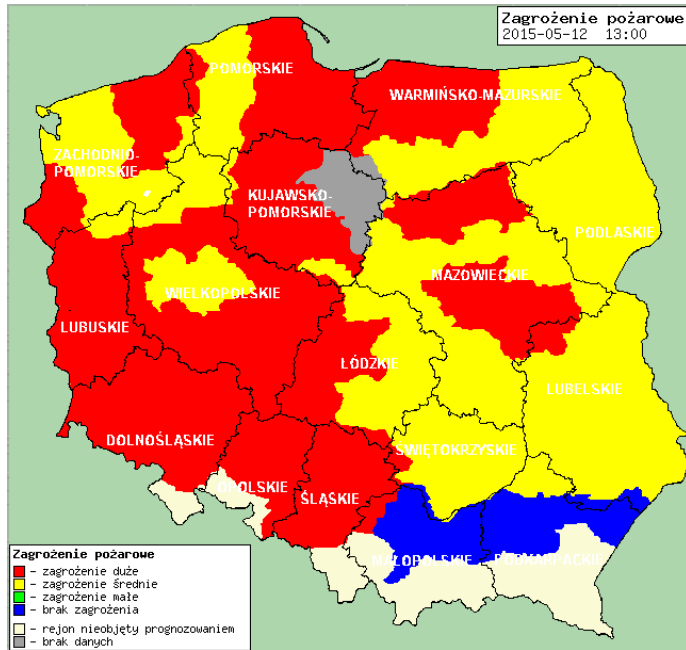 Zagrożenie pożarowe
2015-05-12 13:00
POMORSKIE
WARMIŃSKO-MAZURSKIE
ZACHODNIO-
POMORSKIE
KUJAWSKO-
POMORSKIE
PODLASKIE
MAZOWIECKIE
WIELKOPOLSKIE
LUBUSKIE
ŁÓDZKIE
LUBELSKIE
DOLNOŚLĄSKIE
ŚWIĘTOKRZYSKIE
OPOLSKIE
ŚLĄSKIE
MAŁOPOLSKIE
PODKARPACKIE
Zagrożenie pożarowe
– zagrożenie duże
– zagrożenie średnie
– zagrożenie małe
– brak zagrożenia
– rejon nieobjęty prognozowaniem
– brak danych